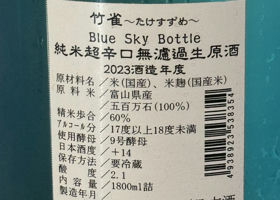 竹雀～たけすずめ～
Blue Sky Bottle
純米超辛口無濾過生原酒
2023酒造年度
原材料名：米(国産)、米麹(国産米)
原料米：富山県産
五百万石(100%)
精米歩合：60%
アルコール分：17度以上18度未満
使用酵母：9号酵母
日本酒度：+14
保存方法：要冷蔵
酸度：2.1
内容量：1800ml詰
製造年月
4938923538354